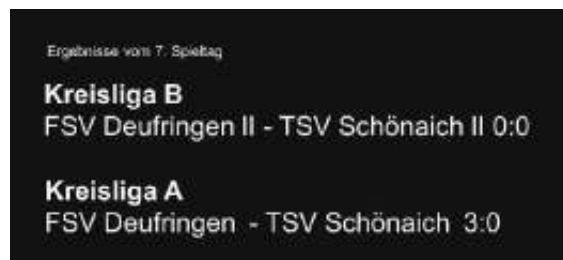 Ergebnisse vom 7. Spieltag
Kreisliga B
FSV Deufringen II - TSV Schönaich II 0:0
Kreisliga A
FSV Deufringen - TSV Schönaich 3:0